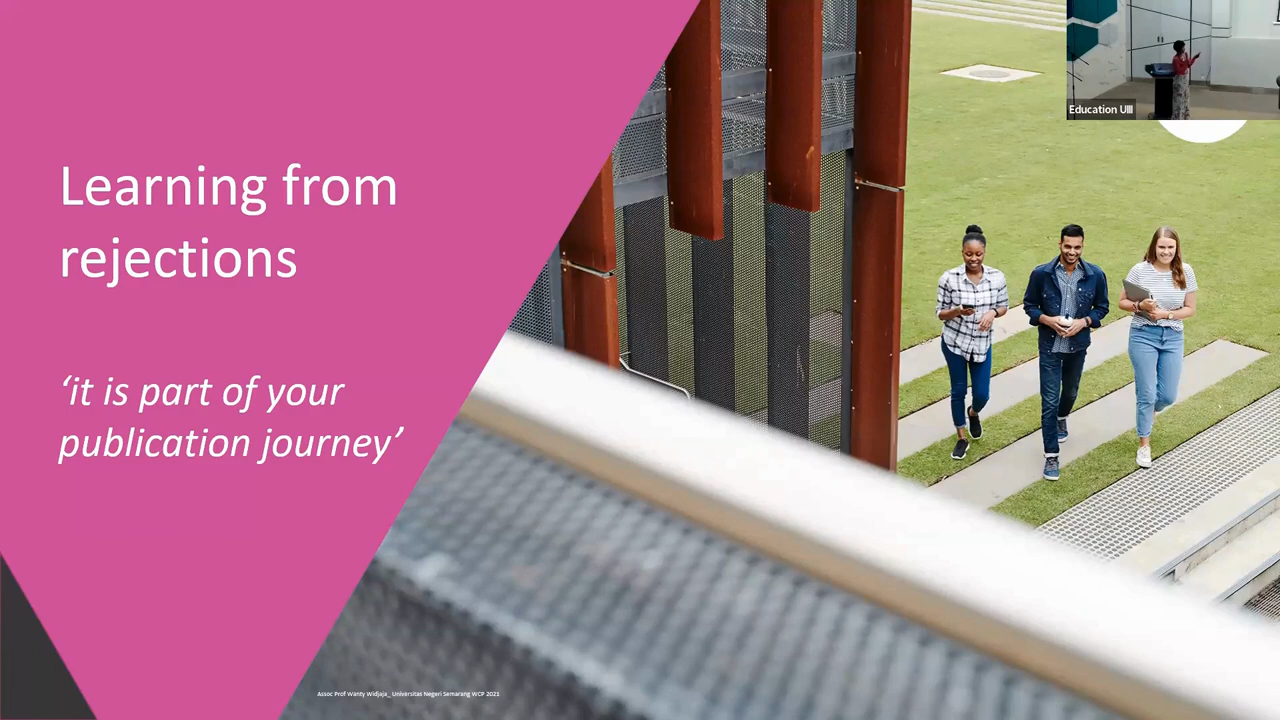 Education UIII
Learning from
rejections
‘it is part of your
publication journey’
Assoc Prof Wanty Widjaja_ Universitas Negeri Semarang WCP 2021